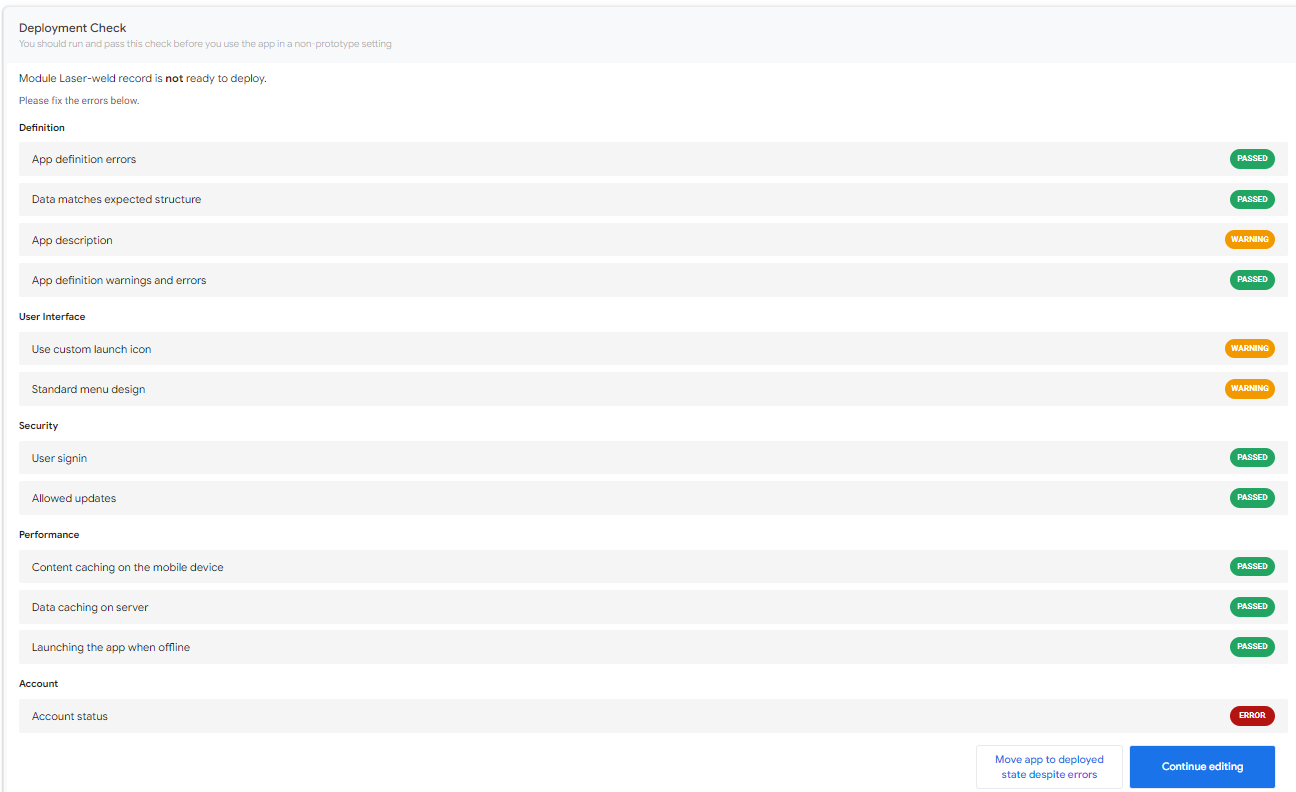 Deployment Check
You should run and pass this check before you use the app in a non-prototype setting
Module Laser-weld record is not ready to deploy.
Please fix the errors below.
Definition
App definition errors PASSED
Data matches expected structure PASSED
App description WARNING
App definition warnings and errors PASSED
User Interface
Use custom launch icon WARNING
Standard menu design WARNING
Security
User signin PASSED
Allowed updates PASSED
Performance
Content caching on the mobile device PASSED
Data caching on server PASSED
Launching the app when offline PASSED
Account
Account status ERROR
Move app to deployed
state despite errors
Continue editing